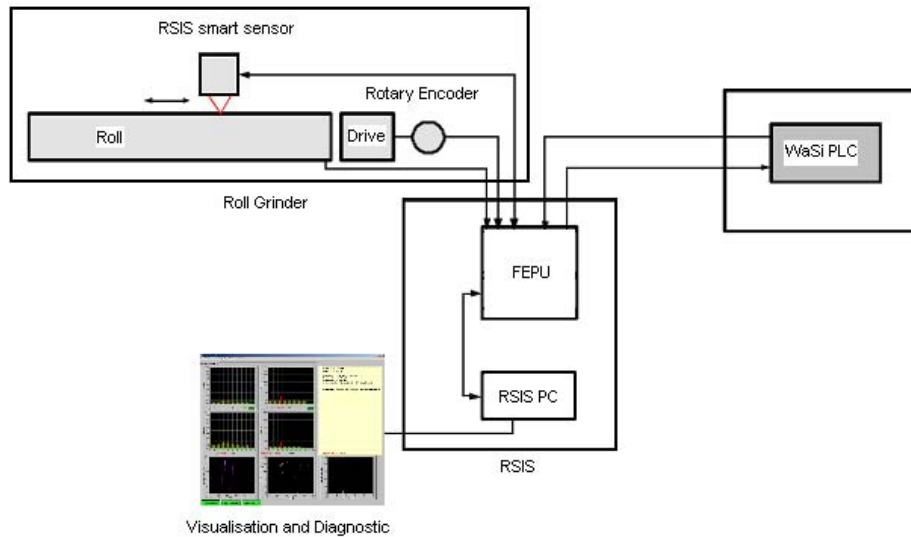 RSIS smart sensor
Rotary Encoder
Roll
Drive
Roll Grinder
WaSi PLC
FEPU
RSIS PC
RSIS
Visualisation and Diagnostic